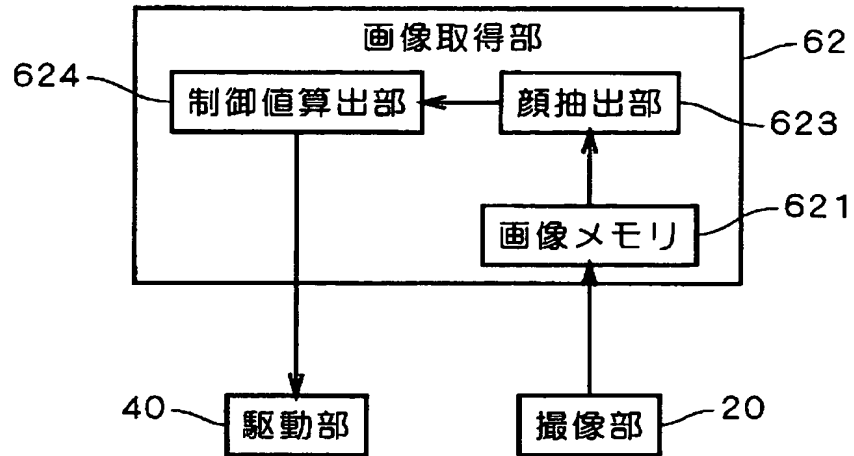 画像取得部
62
624
制御値算出部
顔抽出部
623
621
画像メモリ
40
駆動部
撮像部
20